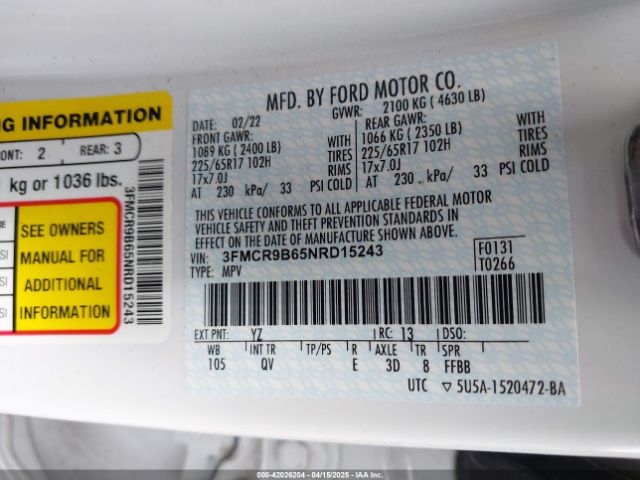 NG INFORMATION
ONT: 2 REAR: 3
kg or 1036 lbs.
SEE OWNERS
MANUAL FOR
ADDITIONAL
INFORMATION
3FMCR9B65NRD15243
MFD. BY FORD MOTOR CO.
DATE: 02/22 GVWR: 2100 KG ( 4630 LB)
FRONT GAWR: REAR GAWR:
1089 KG ( 2400 LB) 1066 KG ( 2350 LB)
225/65R17 102H WITH TIRES 225/65R17 102H WITH TIRES
17x7.0J RIMS 17x7.0J RIMS
AT 230 kPa/ 33 PSI COLD AT 230 kPa/ 33 PSI COLD
THIS VEHICLE CONFORMS TO ALL APPLICABLE FEDERAL MOTOR
VEHICLE SAFETY AND THEFT PREVENTION STANDARDS IN
EFFECT ON THE DATE OF MANUFACTURE SHOWN ABOVE.
VIN: 3FMCR9B65NRD15243 F0131
TYPE: MPV T0266
EXT PNT: YZ RC: 13 DSO:
WB INT TR TP/PS R AXLE TR SPR
105 QV E 3D 8 FFBB
UTC ▽ 5U5A-1520472-BA
000-42026204 - 04/15/2025 - IAAI.COM